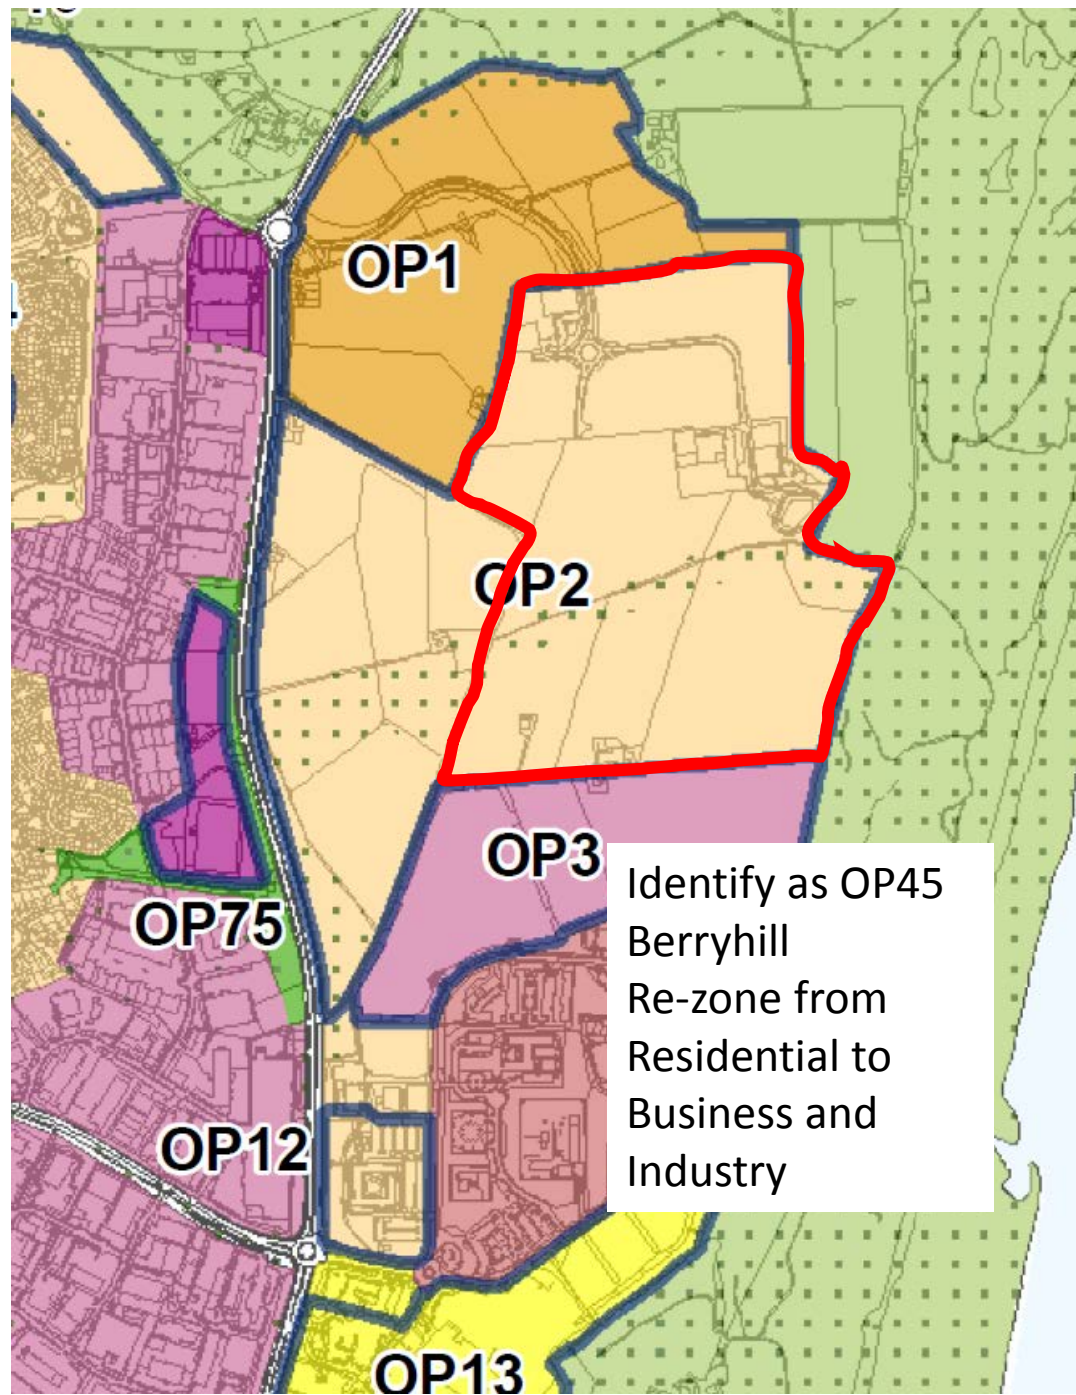 OP1
OP2
OP3
Identify as OP45
Berryhill
Re-zone from
Residential to
Business and
Industry
OP75
OP12
OP13